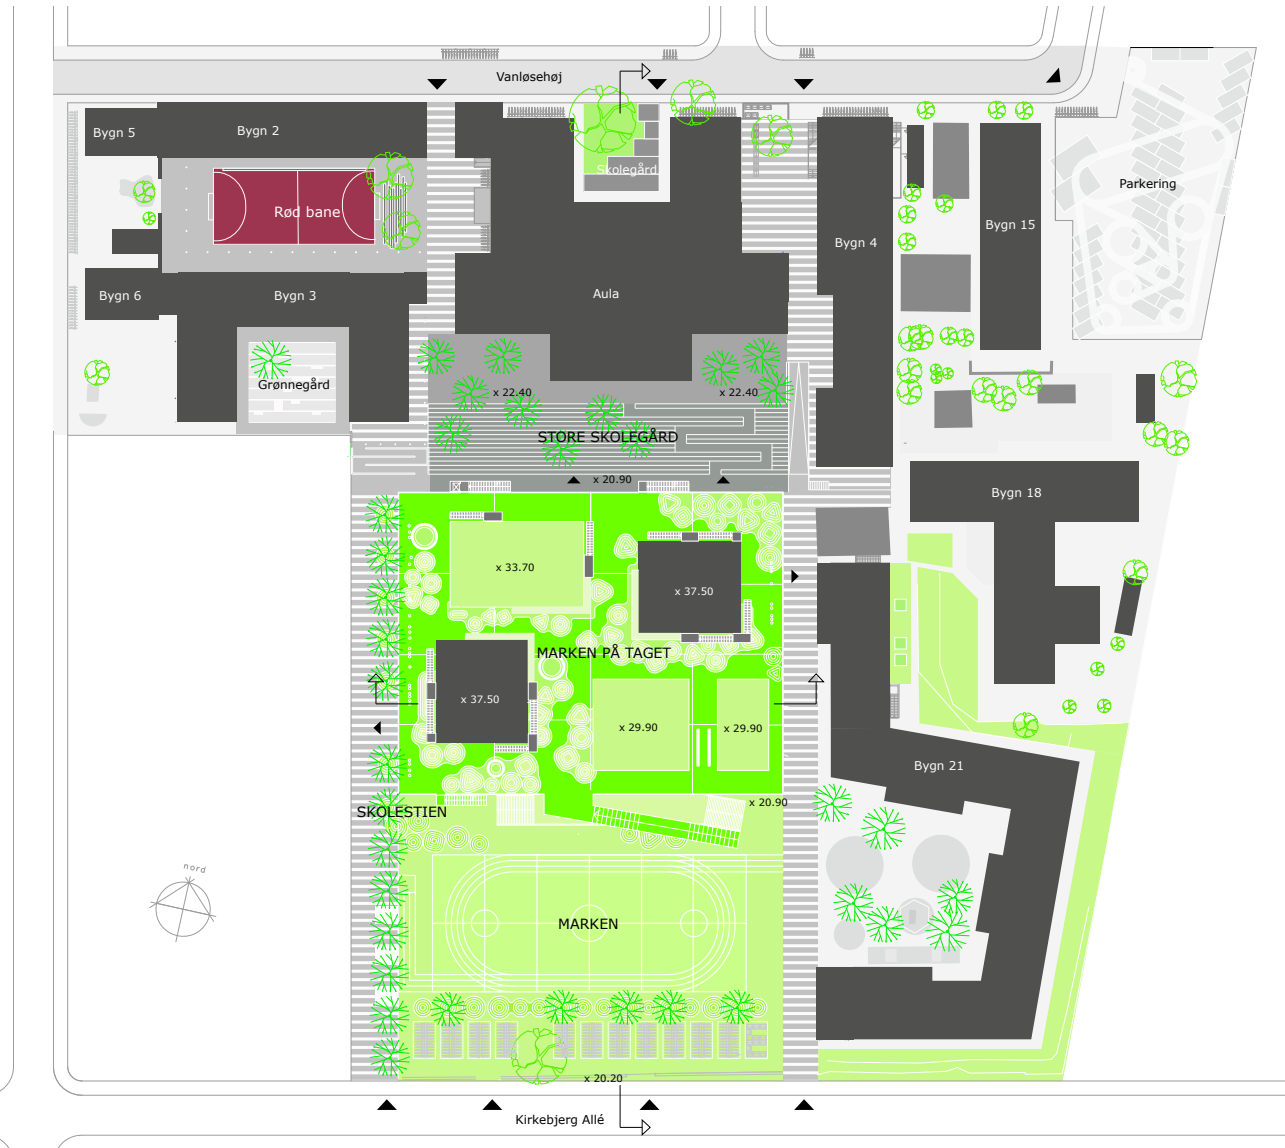 Vanløsehøj
Bygn 5
Bygn 2
Skolegård
Parkering
Rød bane
Bygn 15
Bygn 4
Bygn 6
Bygn 3
Aula
Grønnegård
x 22.40
x 22.40
STORE SKOLEGÅRD
x 20.90
Bygn 18
x 33.70
x 37.50
MARKEN PÅ TAGET
x 37.50
x 29.90
x 29.90
Bygn 21
x 20.90
SKOLESTIEN
nord
MARKEN
x 20.20
Kirkebjerg Allé